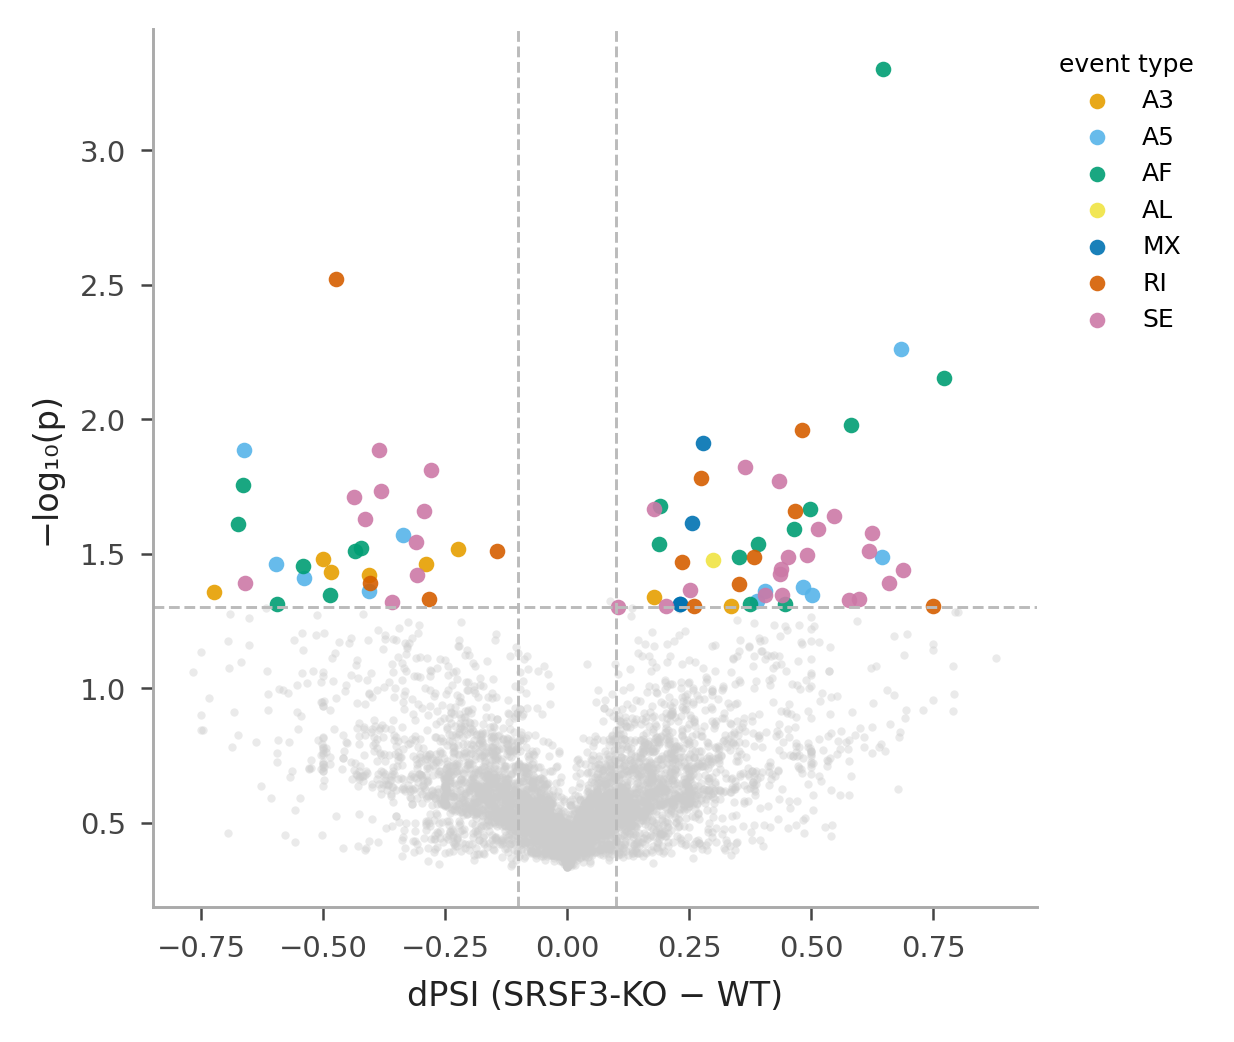 event type
A3
A5
AF
AL
MX
RI
SE
3.0
2.5
2.0
1.5
1.0
0.5
−log₁₀(p)
−0.75 −0.50 −0.25 0.00 0.25 0.50 0.75
dPSI (SRSF3-KO − WT)